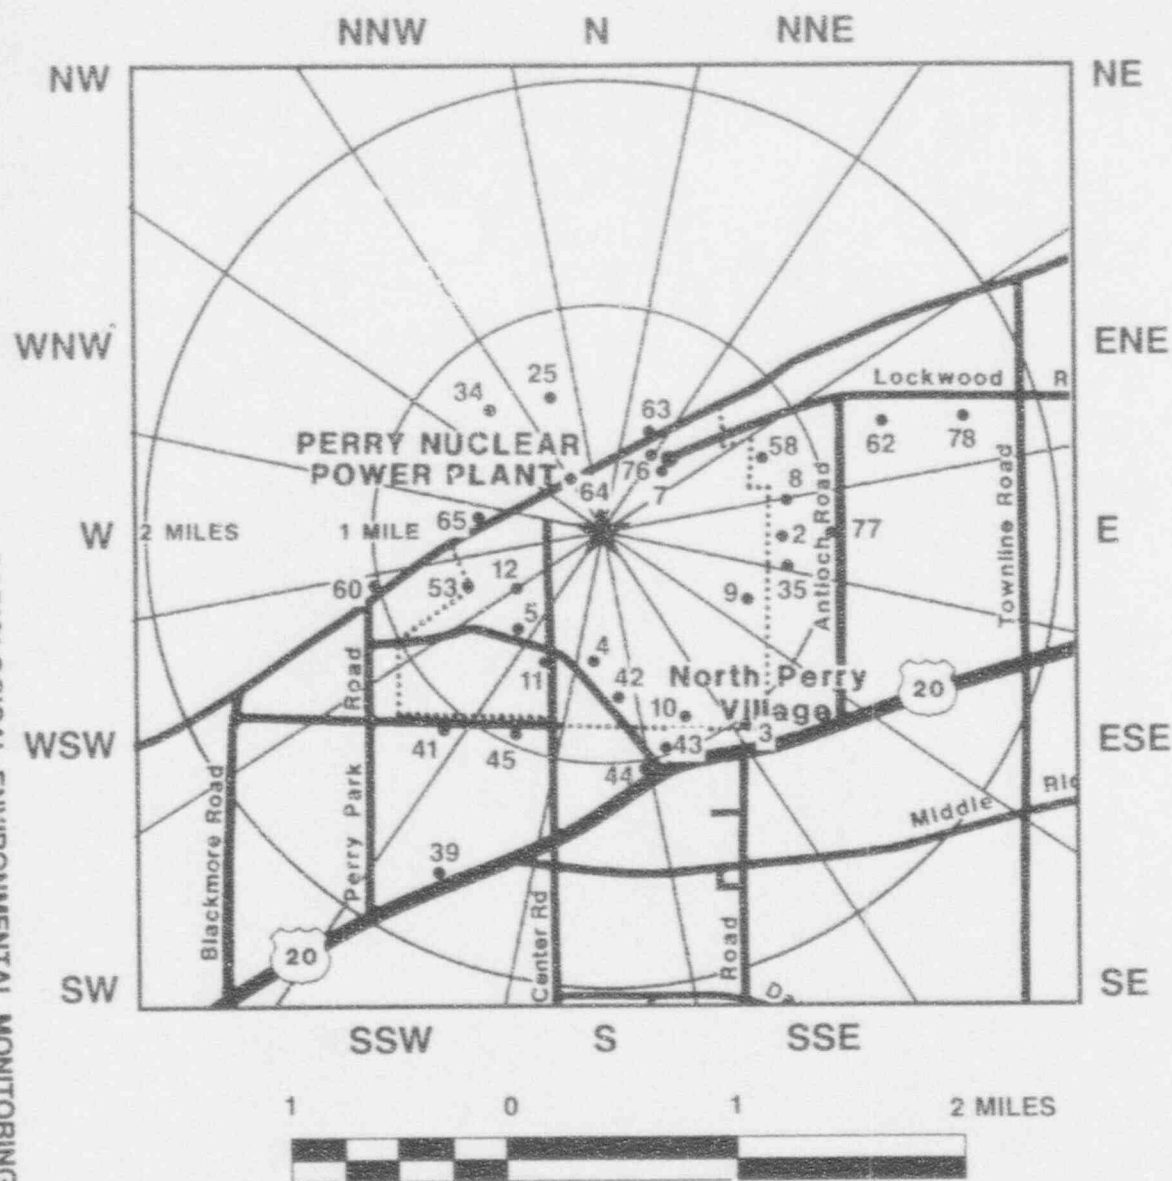 NNW N NNE
NW NE
WNW ENE
Lockwood R
25
34
63
62 78
PERRY NUCLEAR
POWER PLANT
76
58
7
64
8
65
W 2 MILES 1 MILE E
2 77
60 53 12 35
9
5
4
11
42
North Perry
Village
10
20
WSW ESE
41 45 43 3
44
Middle Rid
39
Blackmore Road
Perry Park Road
Center Rd
Road
Antioch Road
Townline Road
20
SW SE
SSW S SSE
1 0 1 2 MILES
ENVIRONMENTAL MONITORING